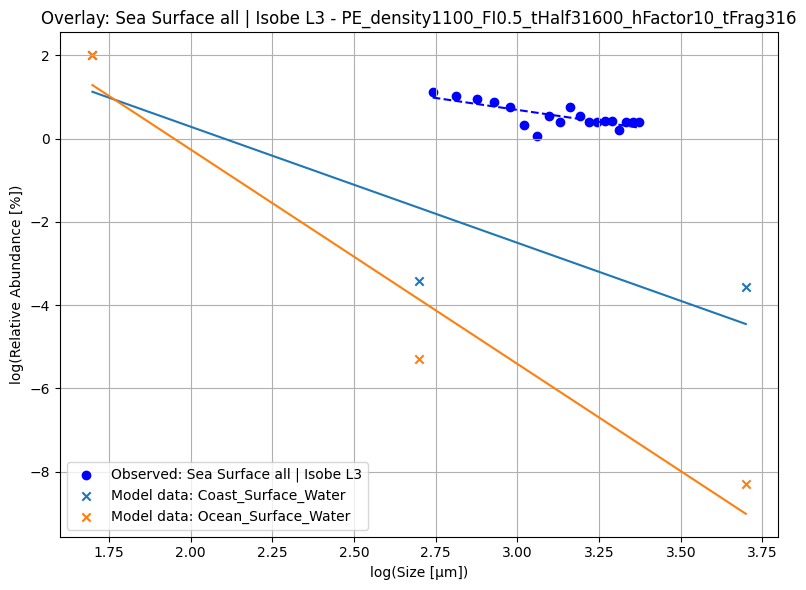 Overlay: Sea Surface all | Isobe L3 - PE_density1100_FI0.5_tHalf31600_hFactor10_tFrag316
log(Relative Abundance [%])
2
0
−2
−4
−6
−8
Observed: Sea Surface all | Isobe L3
Model data: Coast_Surface_Water
Model data: Ocean_Surface_Water
1.75 2.00 2.25 2.50 2.75 3.00 3.25 3.50 3.75
log(Size [μm])